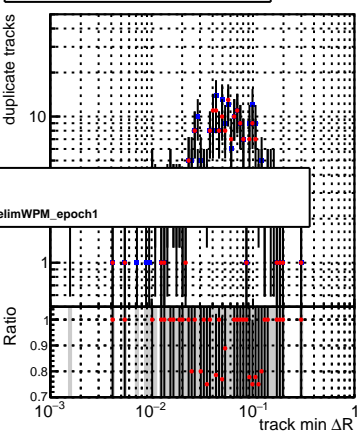 duplicate tracks
10
elimWPM_epoch1
1
Ratio
1
0.9
0.8
0.7
10⁻³ 10⁻² 10⁻¹ 1
track min ΔR